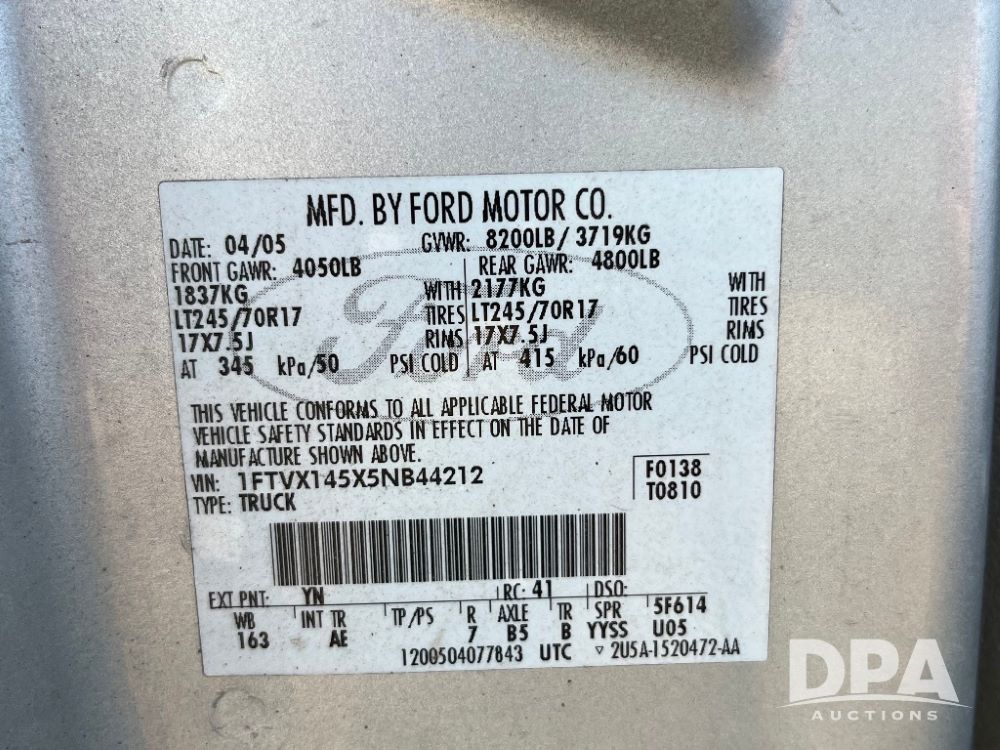 MFD. BY FORD MOTOR CO.
DATE: 04/05 GVWR: 8200LB/ 3719KG
FRONT GAWR: 4050LB REAR GAWR: 4800LB
1837KG WITH 2177KG WITH
LT245/70R17 TIRES LT245/70R17 TIRES
17X7.5J RIMS 17X7.5J RIMS
AT 345 kPa/50 PSI COLD AT 415 kPa/60 PSI COLD
Ford
THIS VEHICLE CONFORMS TO ALL APPLICABLE FEDERAL MOTOR
VEHICLE SAFETY STANDARDS IN EFFECT ON THE DATE OF
MANUFACTURE SHOWN ABOVE.
VIN: 1FTVX145X5NB44212 F0138
TYPE: TRUCK T0810
EXT PNT: YN RC: 41 DSO:
WB INT TR TP/PS R AXLE TR SPR 5F614
163 AE 7 B5 B YYSS U05
1200504077843 UTC ▽ 2U5A-1520472-AA
DPA
AUCTIONS